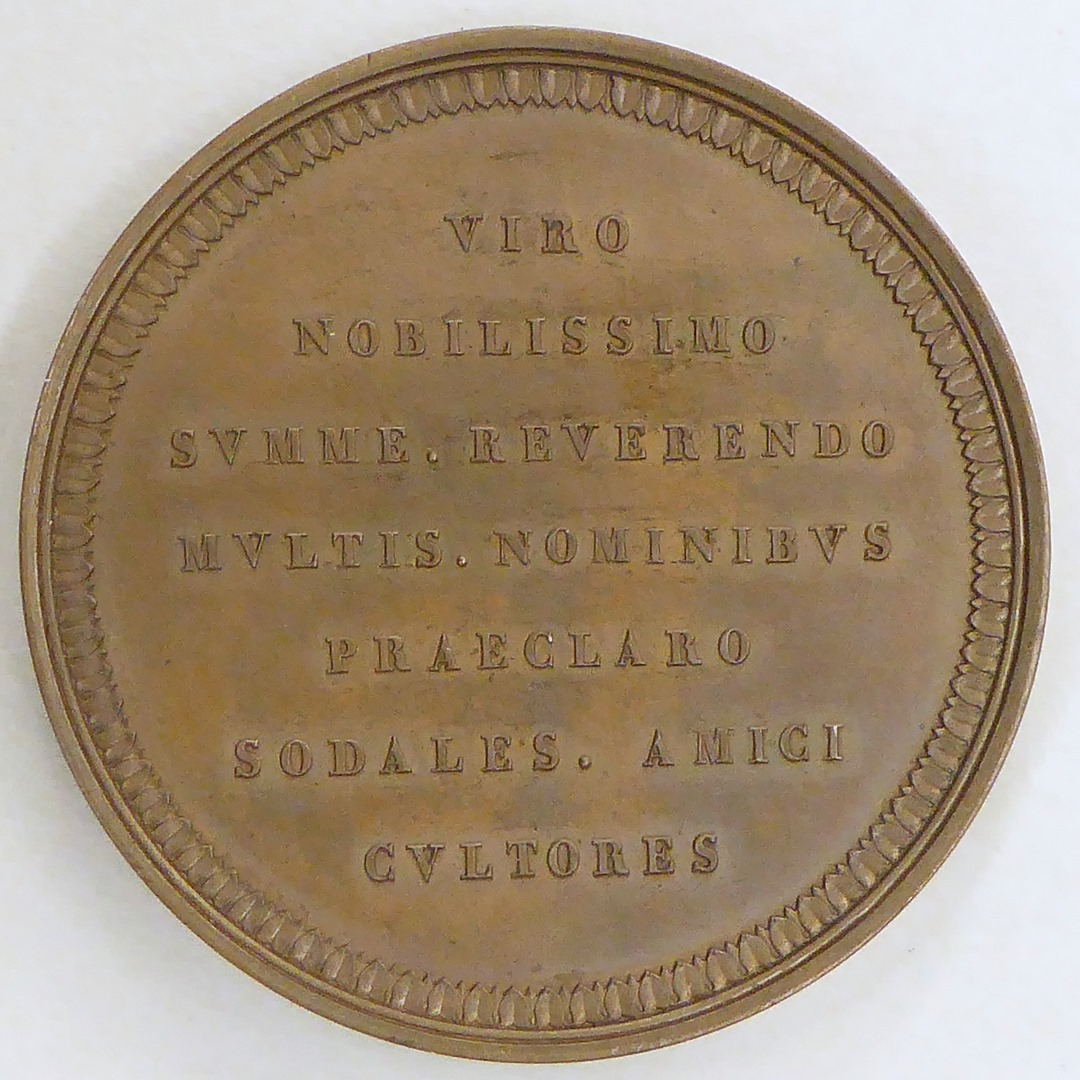 VIRO
NOBILISSIMO
SVMME. REVERENDO
MVLTIS. NOMINIBVS
PRAECLARO
SODALES. AMICI
CVLTORES